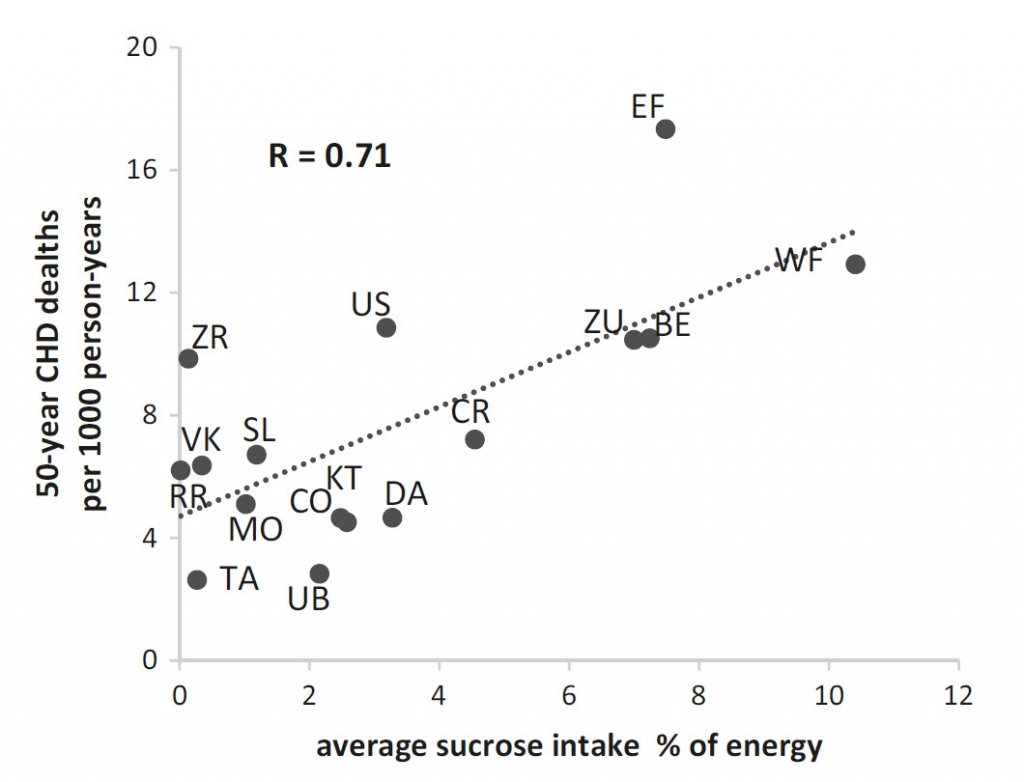 20
EF
R = 0.71
16
WF
12
US
ZU
BE
ZR
50-year CHD dealths
per 1000 person-years
8
CR
VK
SL
KT
RR
CO
DA
4
MO
TA
UB
0
0 2 4 6 8 10 12
average sucrose intake % of energy